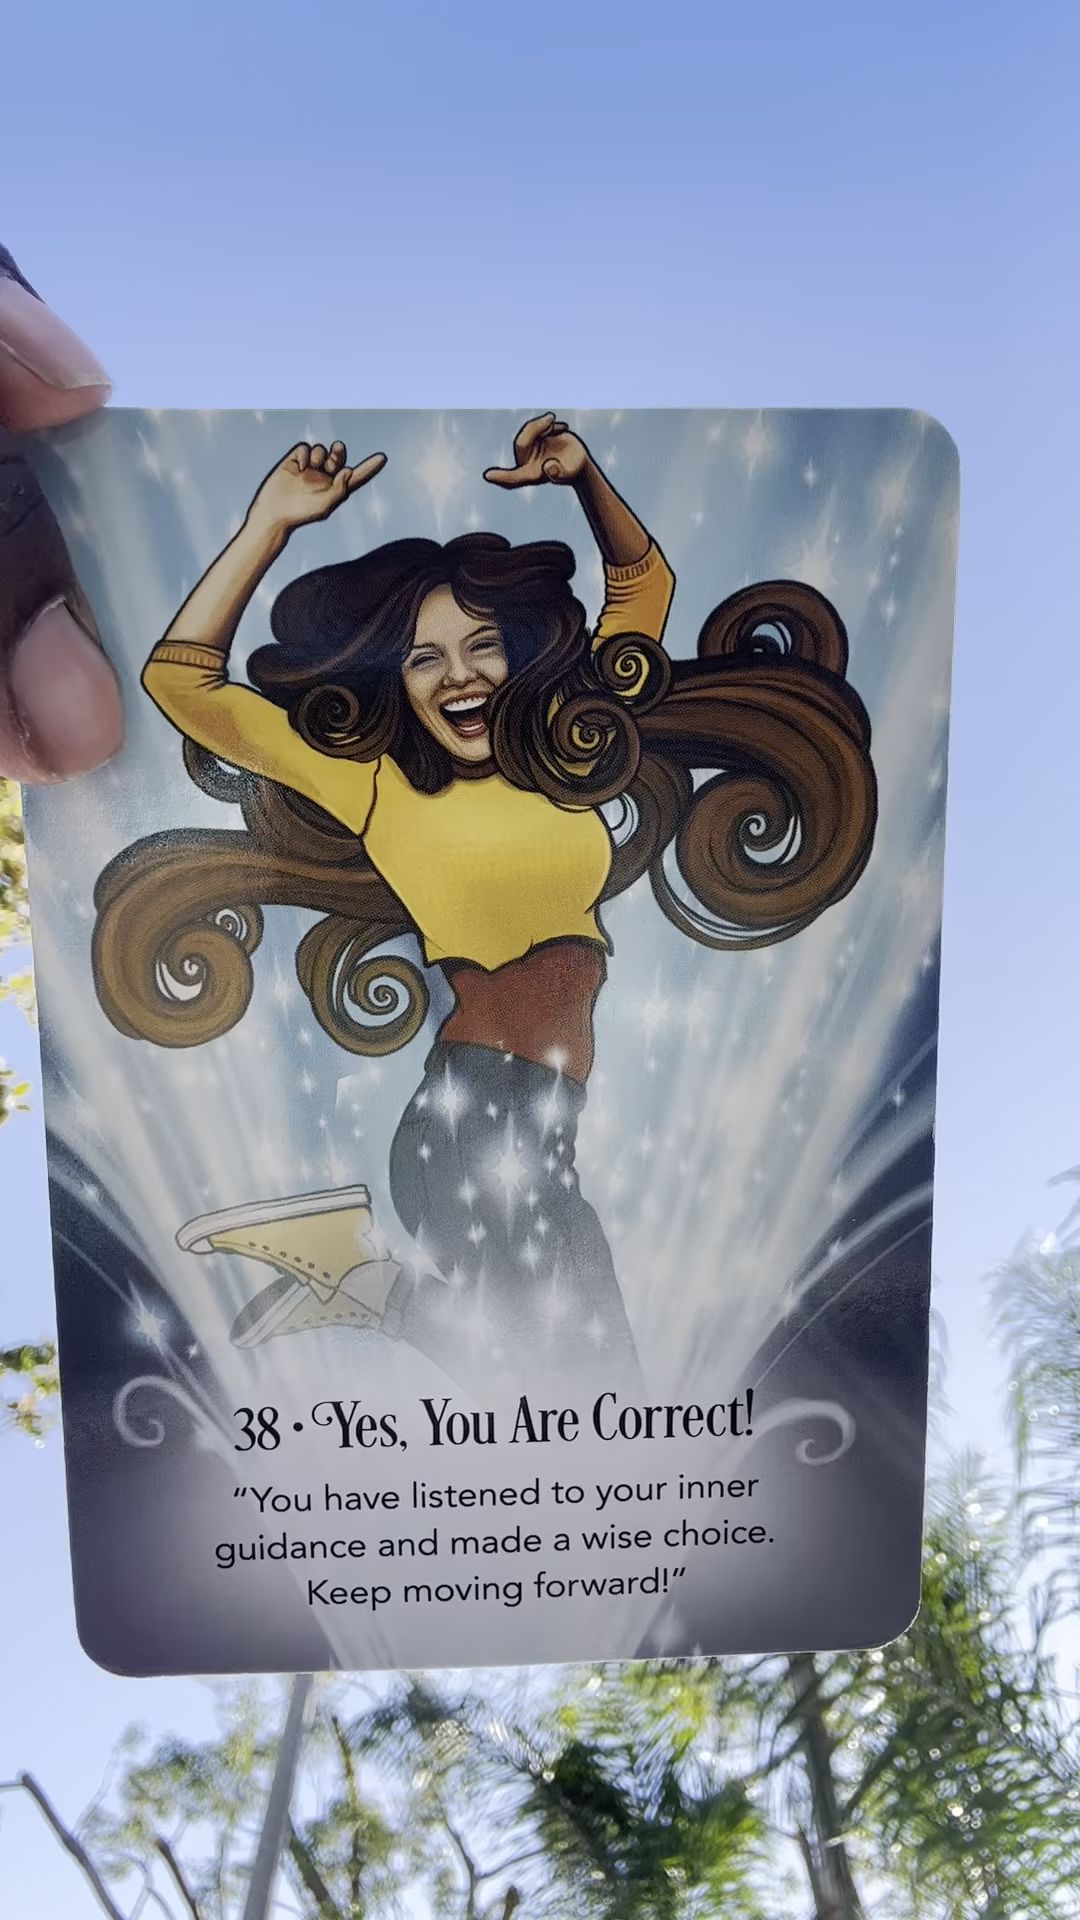 38 • Yes, You Are Correct!
“You have listened to your inner
guidance and made a wise choice.
Keep moving forward!”